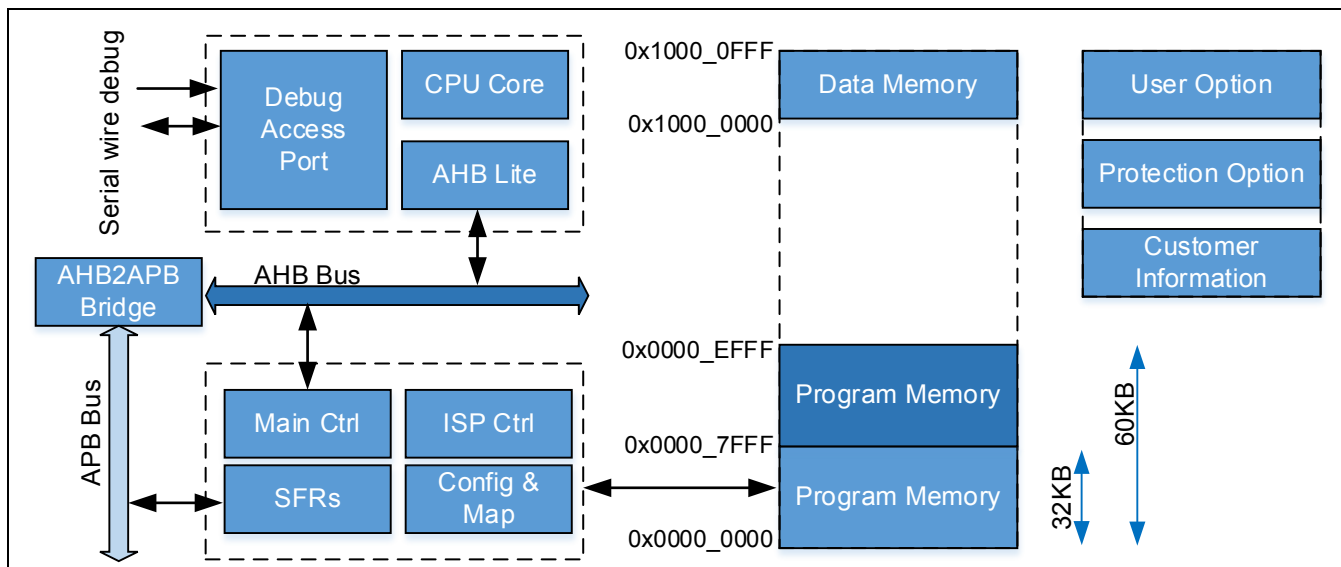 Serial wire debug
Debug
Access
Port
CPU Core
AHB Lite
AHB2APB
Bridge
AHB Bus
APB Bus
Main Ctrl
ISP Ctrl
SFRs
Config &
Map
0x1000_0FFF
0x1000_0000
Data Memory
0x0000_EFFF
Program Memory
0x0000_7FFF
Program Memory
0x0000_0000
User Option
Protection Option
Customer
Information
32KB
60KB